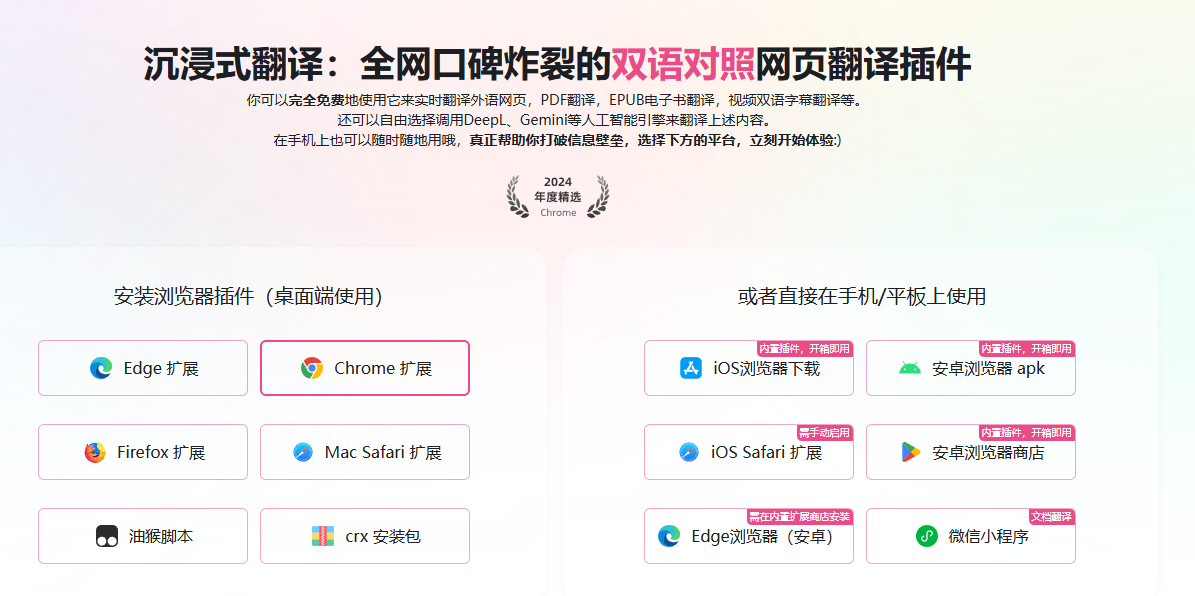 沉浸式翻译：全网口碑炸裂的双语对照网页翻译插件
你可以完全免费地使用它来实时翻译外语网页，PDF翻译，EPUB电子书翻译，视频双语字幕翻译等。
还可以自由选择调用DeepL、Gemini等人工智能引擎来翻译上述内容。
在手机上也可以随时随地用哦，真正帮助你打破信息壁垒，选择下方的平台，立刻开始体验:)
2024
年度精选
Chrome
安装浏览器插件（桌面端使用）
Edge 扩展
Chrome 扩展
Firefox 扩展
Mac Safari 扩展
油猴脚本
crx 安装包
或者直接在手机/平板上使用
内置插件，开箱即用
iOS浏览器下载
内置插件，开箱即用
安卓浏览器 apk
需手动启用
iOS Safari 扩展
内置插件，开箱即用
安卓浏览器商店
需在内置扩展商店安装
Edge浏览器（安卓）
文档翻译
微信小程序